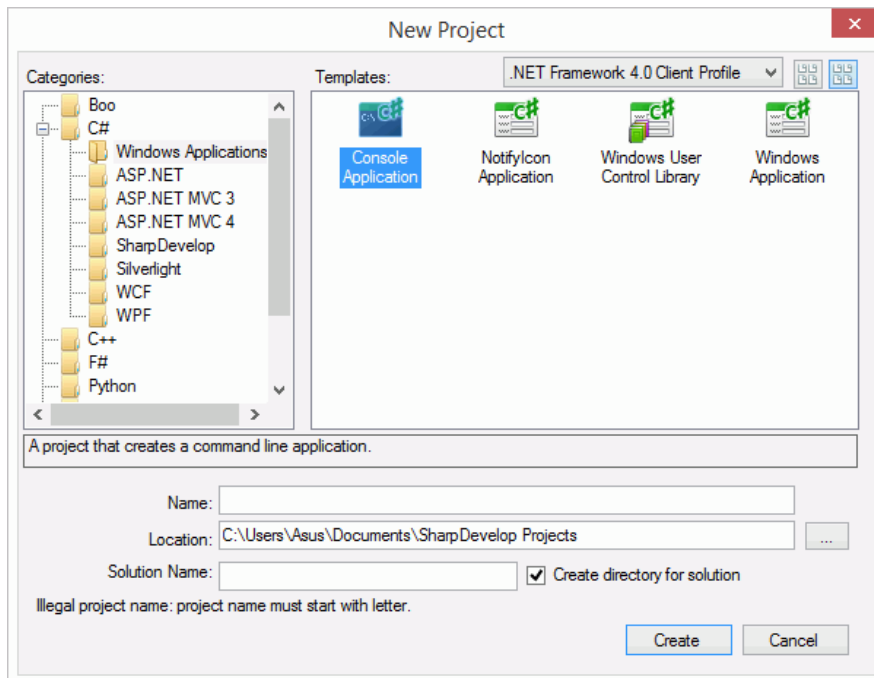 New Project
Categories:
Templates:
.NET Framework 4.0 Client Profile
Boo
C#
Windows Applications
ASP.NET
ASP.NET MVC 3
ASP.NET MVC 4
SharpDevelop
Silverlight
WCF
WPF
C++
F#
Python
Console
Application
NotifyIcon
Application
Windows User
Control Library
Windows
Application
A project that creates a command line application.
Name:
Location: C:\Users\Asus\Documents\SharpDevelop Projects ...
Solution Name: Create directory for solution
Illegal project name: project name must start with letter.
Create Cancel